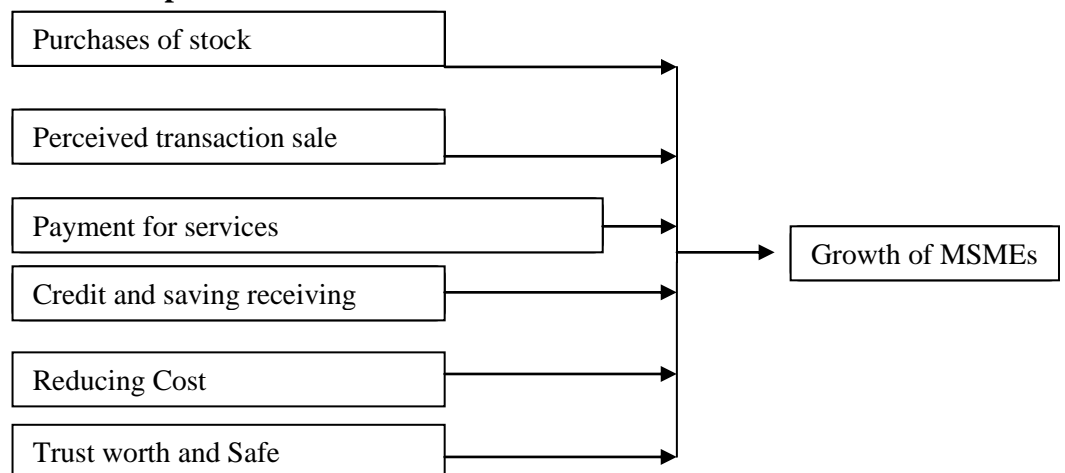 Purchases of stock
Perceived transaction sale
Payment for services
Growth of MSMEs
Credit and saving receiving
Reducing Cost
Trust worth and Safe